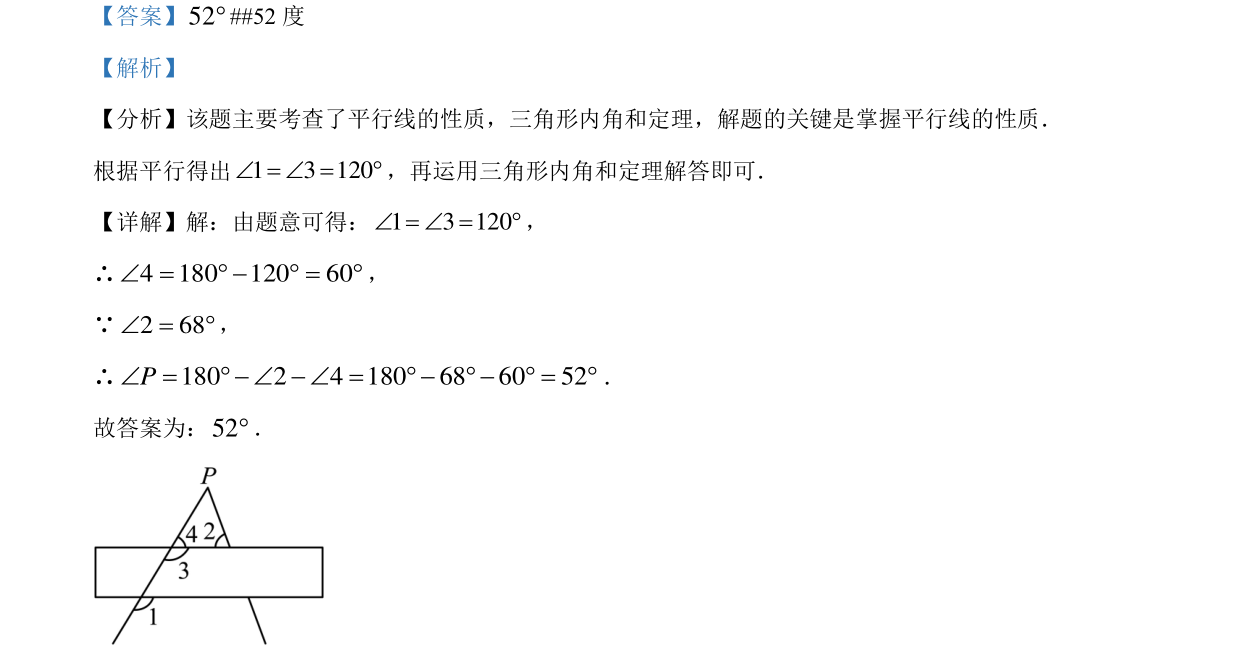 【答案】52°##52 度
【解析】
【分析】该题主要考查了平行线的性质，三角形内角和定理，解题的关键是掌握平行线的性质．
根据平行得出∠1=∠3=120°，再运用三角形内角和定理解答即可．
【详解】解：由题意可得：∠1=∠3=120°，
∴∠4=180°−120°=60°，
∵∠2=68°，
∴∠P=180°−∠2−∠4=180°−68°−60°=52°．
故答案为：52°．
P
4 2
3
1